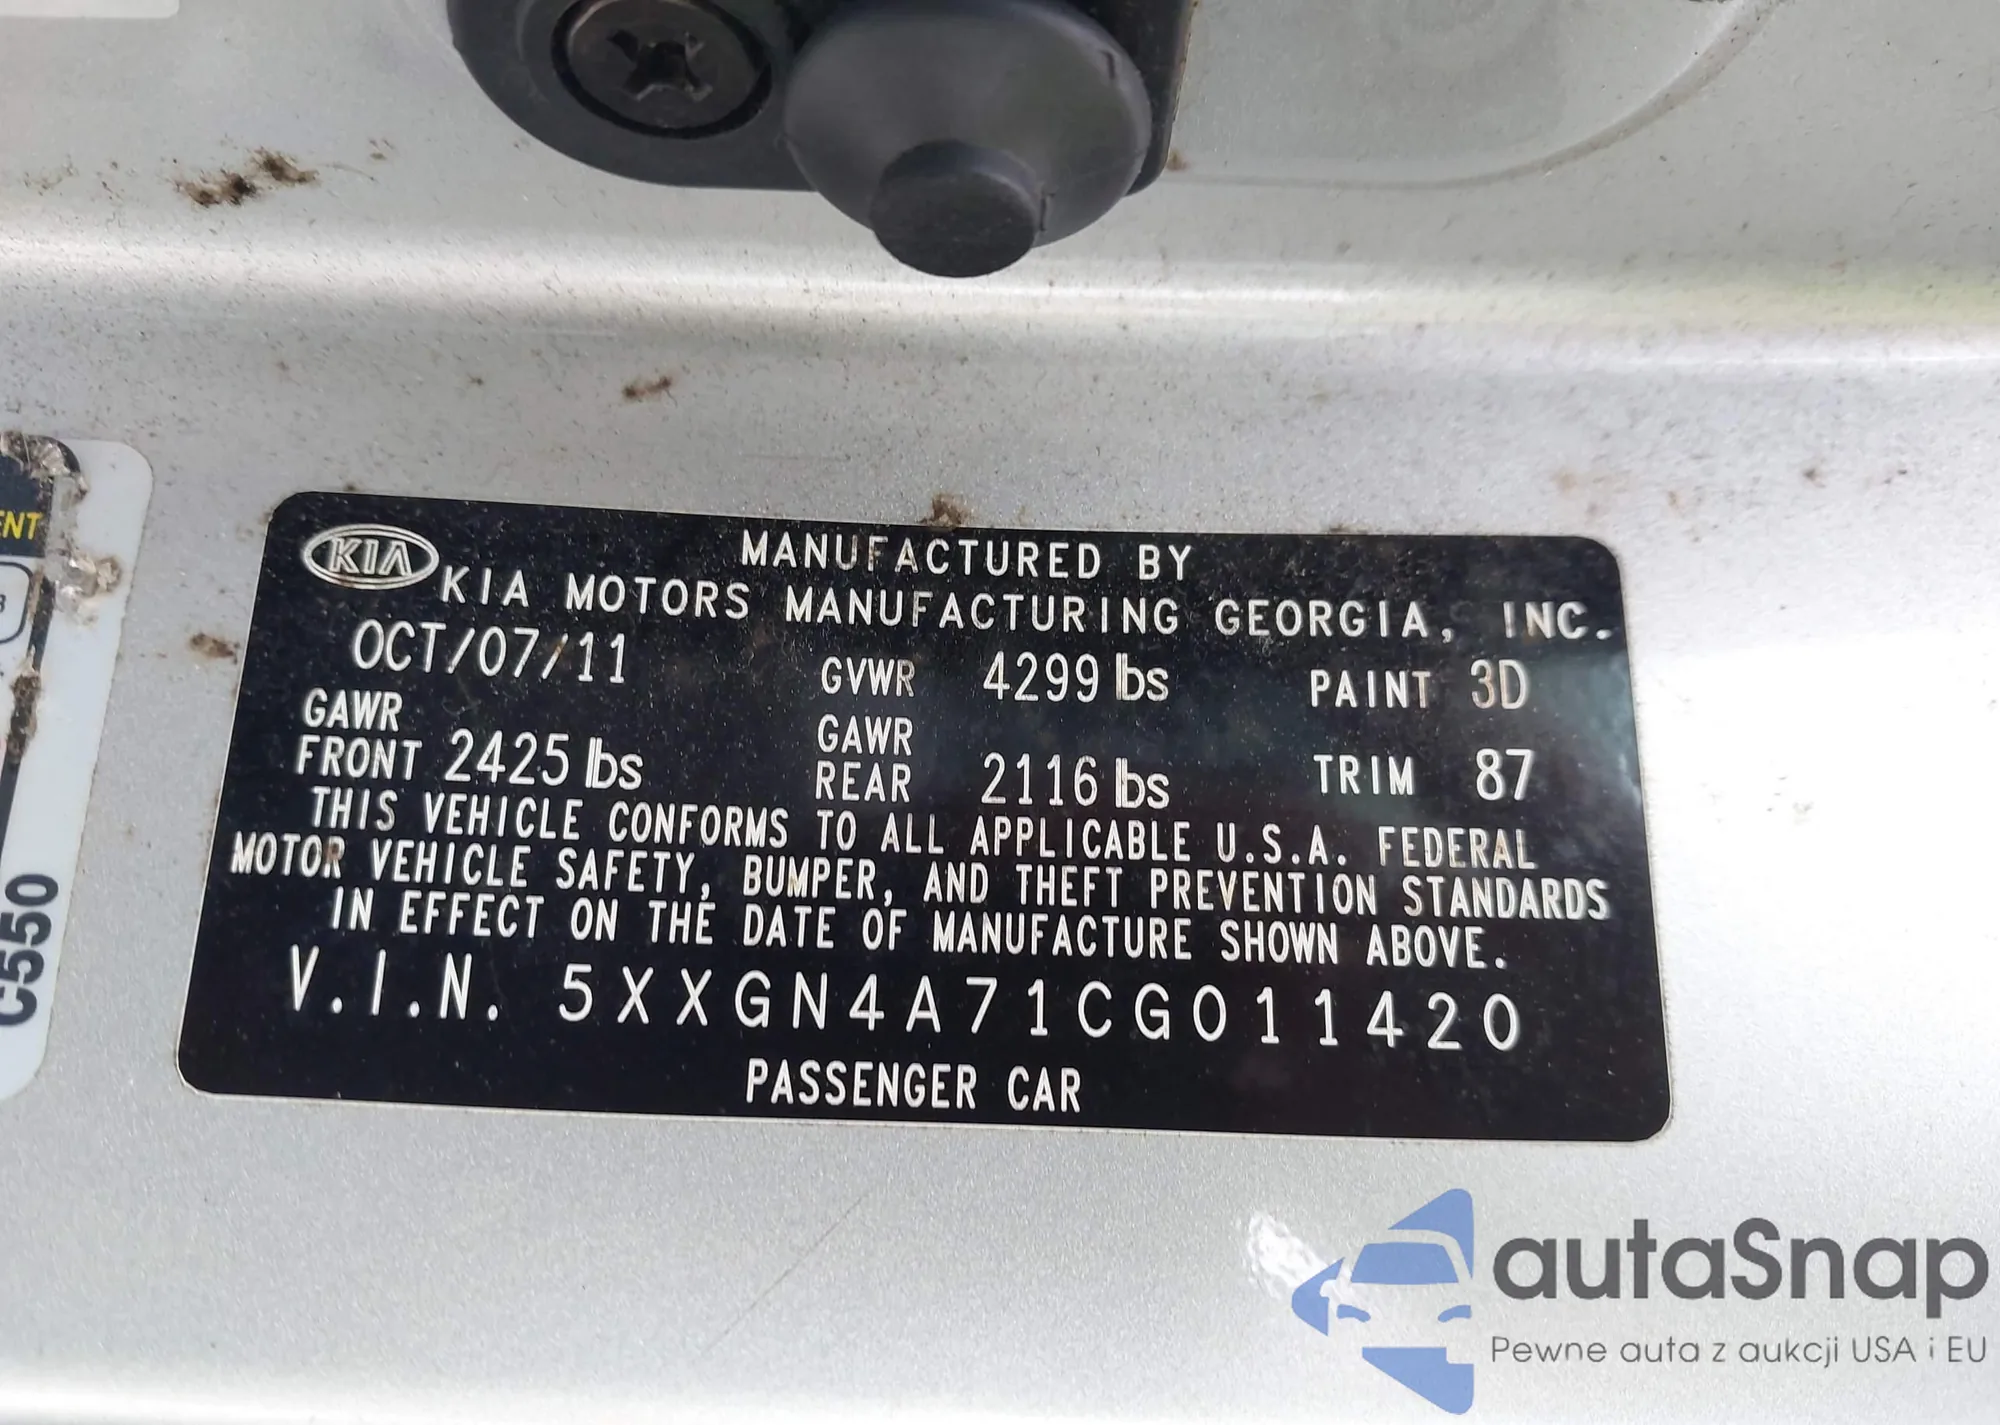 KIA
MANUFACTURED BY
KIA MOTORS MANUFACTURING GEORGIA, INC.
OCT/07/11 GVWR 4299 lbs PAINT 3D
GAWR FRONT 2425 lbs GAWR REAR 2116 lbs TRIM 87
THIS VEHICLE CONFORMS TO ALL APPLICABLE U.S.A. FEDERAL
MOTOR VEHICLE SAFETY, BUMPER, AND THEFT PREVENTION STANDARDS
IN EFFECT ON THE DATE OF MANUFACTURE SHOWN ABOVE.
V.I.N. 5XXGN4A71CG011420
PASSENGER CAR
C550
autaSnap
Pewne auta z aukcji USA i EU